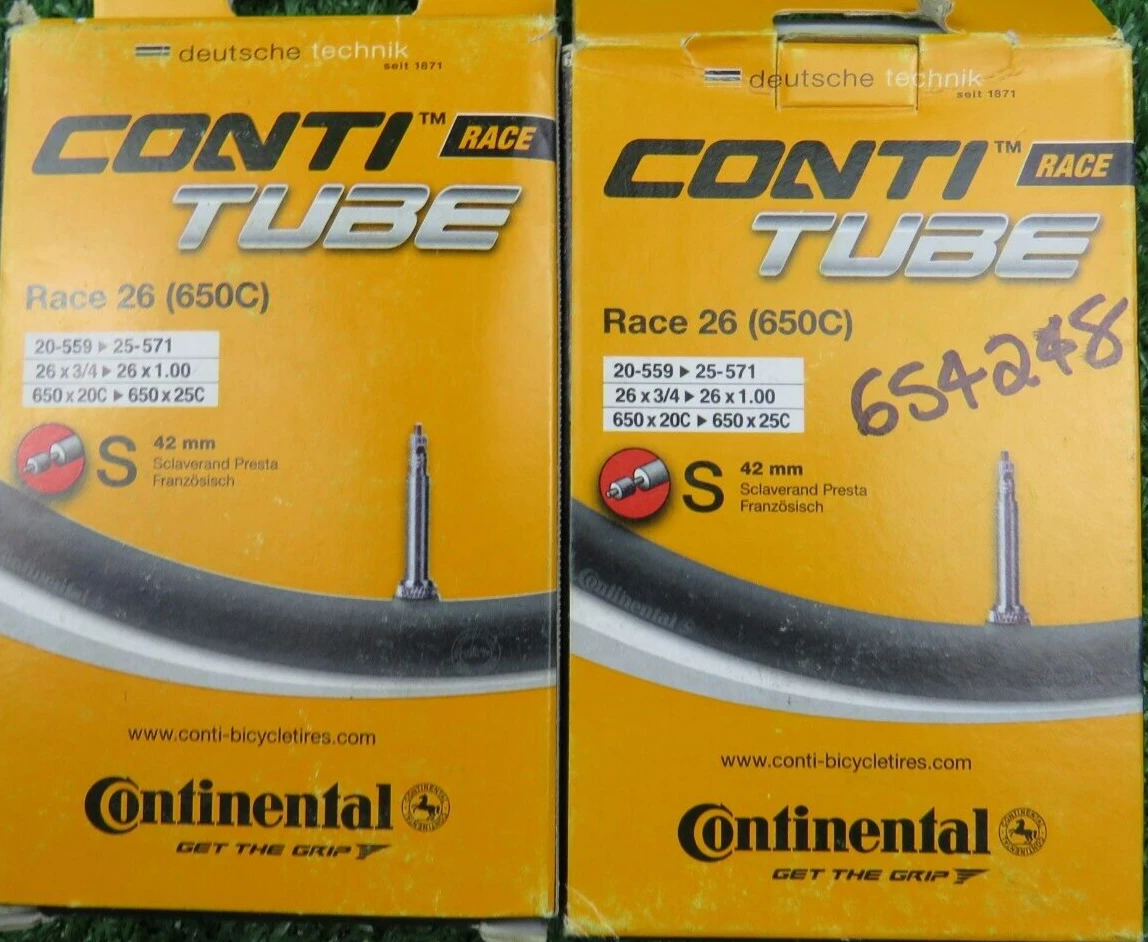 deutsche technik
seit 1871
CONTI™ RACE
TUBE
Race 26 (650C)
20-559 ▸ 25-571
26 x 3/4 ▸ 26 x 1.00
650 x 20C ▸ 650 x 25C
S 42 mm
Sclaverand Presta
Französisch
www.conti-bicycletires.com
Continental
GET THE GRIP
deutsche technik
seit 1871
CONTI™ RACE
TUBE
Race 26 (650C)
20-559 ▸ 25-571
26 x 3/4 ▸ 26 x 1.00
650 x 20C ▸ 650 x 25C
S 42 mm
Sclaverand Presta
Französisch
Continental
www.conti-bicycletires.com
Continental
CONTINENTAL
GET THE GRIP